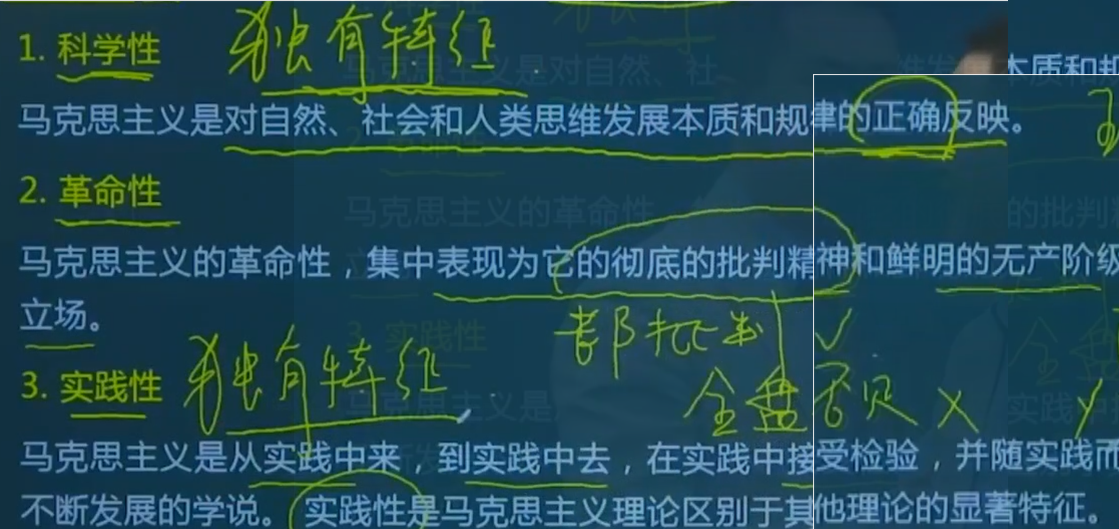 1. 科学性 独有特征
马克思主义是对自然、社会和人类思维发展本质和规律的正确反映。
2. 革命性
马克思主义的革命性，集中表现为它的彻底的批判精神和鲜明的无产阶级
立场。
都批判 √
3. 实践性 独有特征
全盘否定 ×
马克思主义是从实践中来，到实践中去，在实践中接受检验，并随实践而
不断发展的学说。 实践性是马克思主义理论区别于其他理论的显著特征。